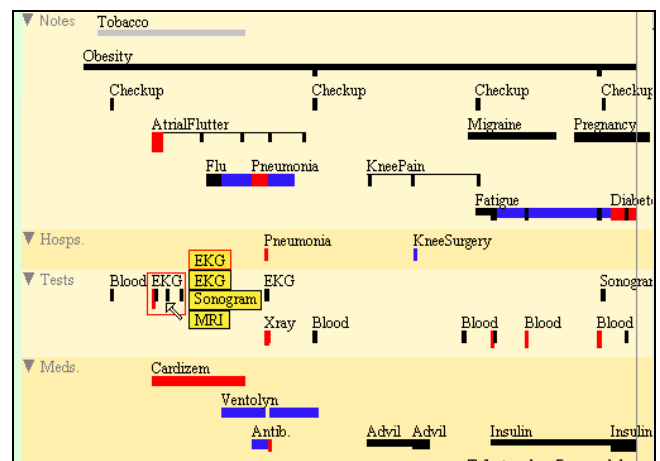 Notes Tobacco
Obesity
Checkup Checkup Checkup Checkup
AtrialFlutter Migraine Pregnancy
Flu Pneumonia KneePain
Fatigue Diabet
Hosps. Pneumonia KneeSurgery
EKG
Tests Blood EKG EKG EKG Sonogra
Sonogram
MRI Xray Blood Blood Blood Blood
Meds. Cardizem
Ventolyn
Antib. Advil Advil Insulin Insulin